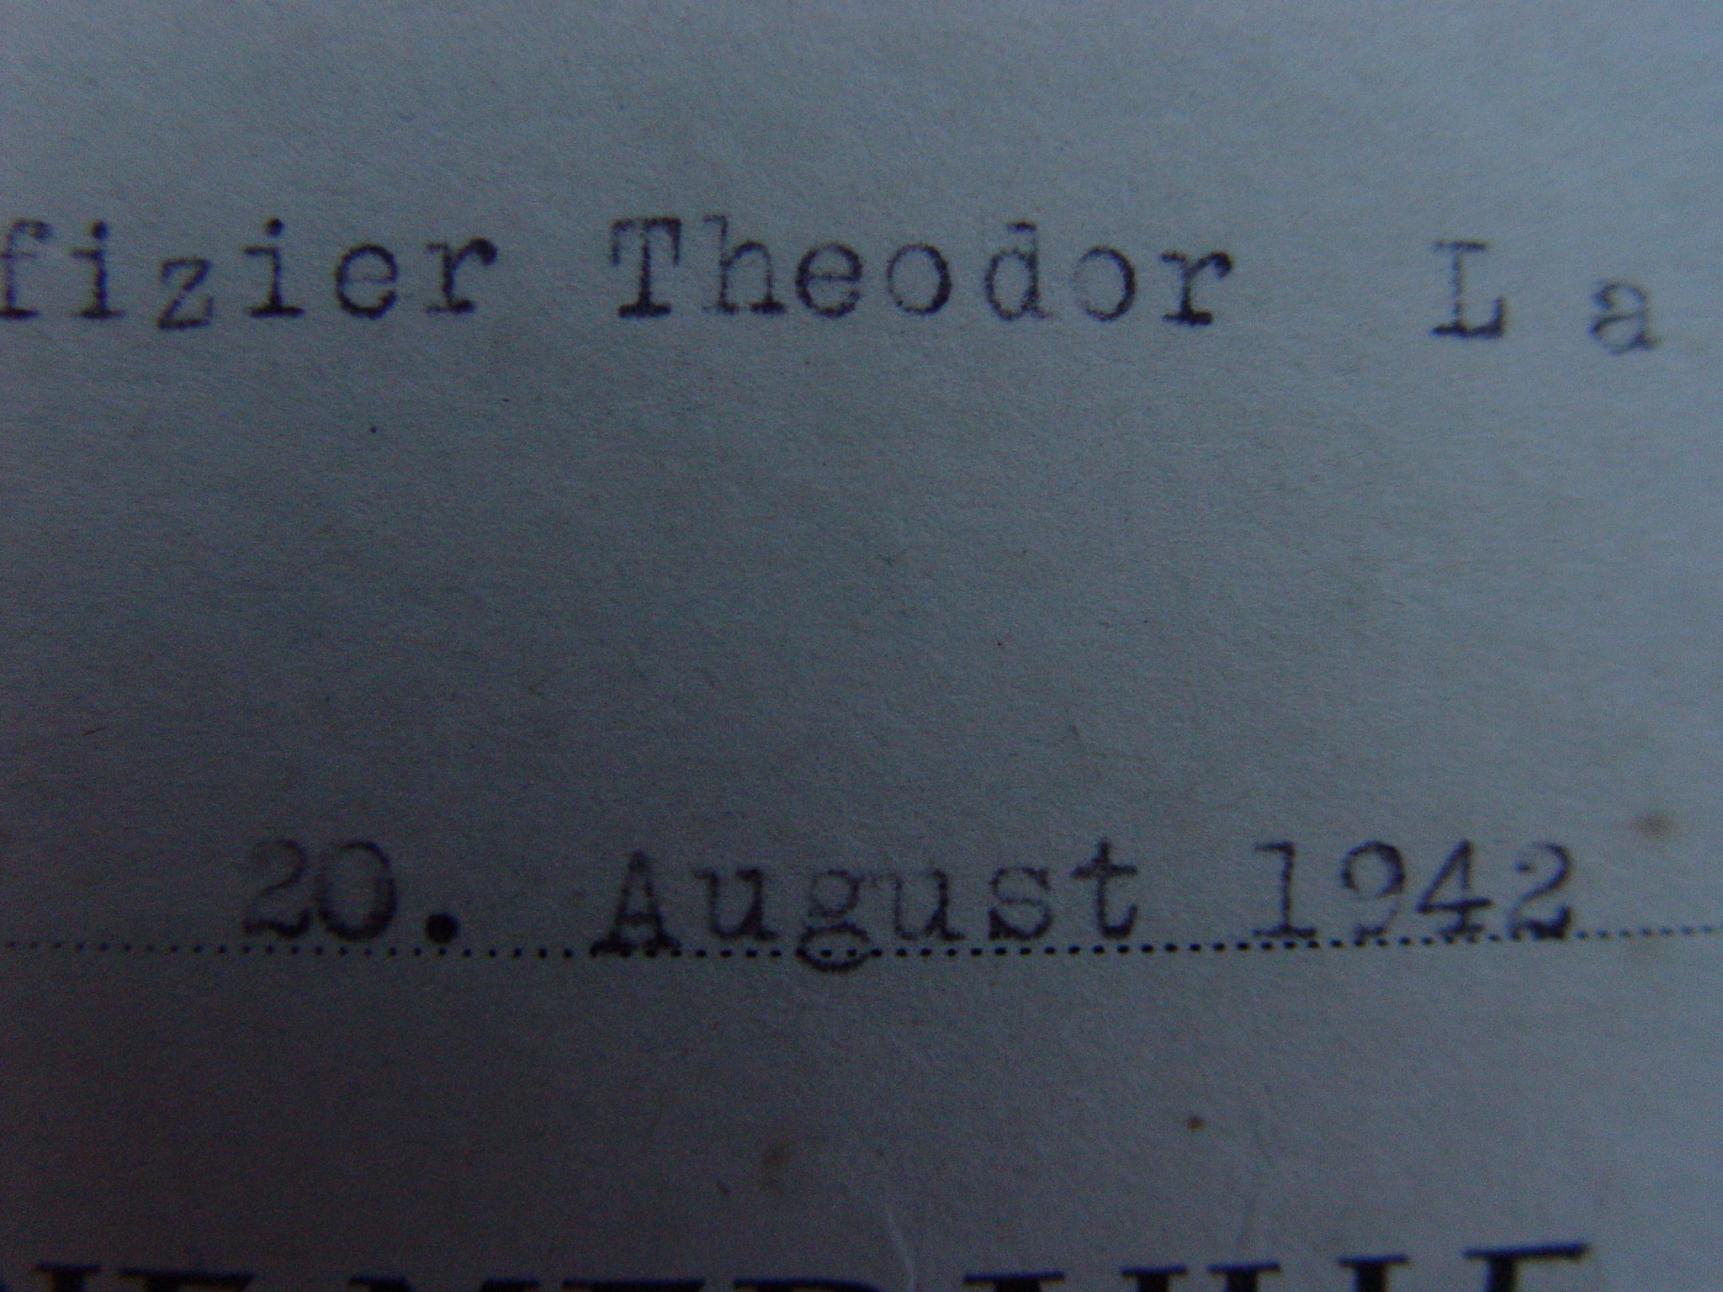 fizier Theodor L a
20. August 1942